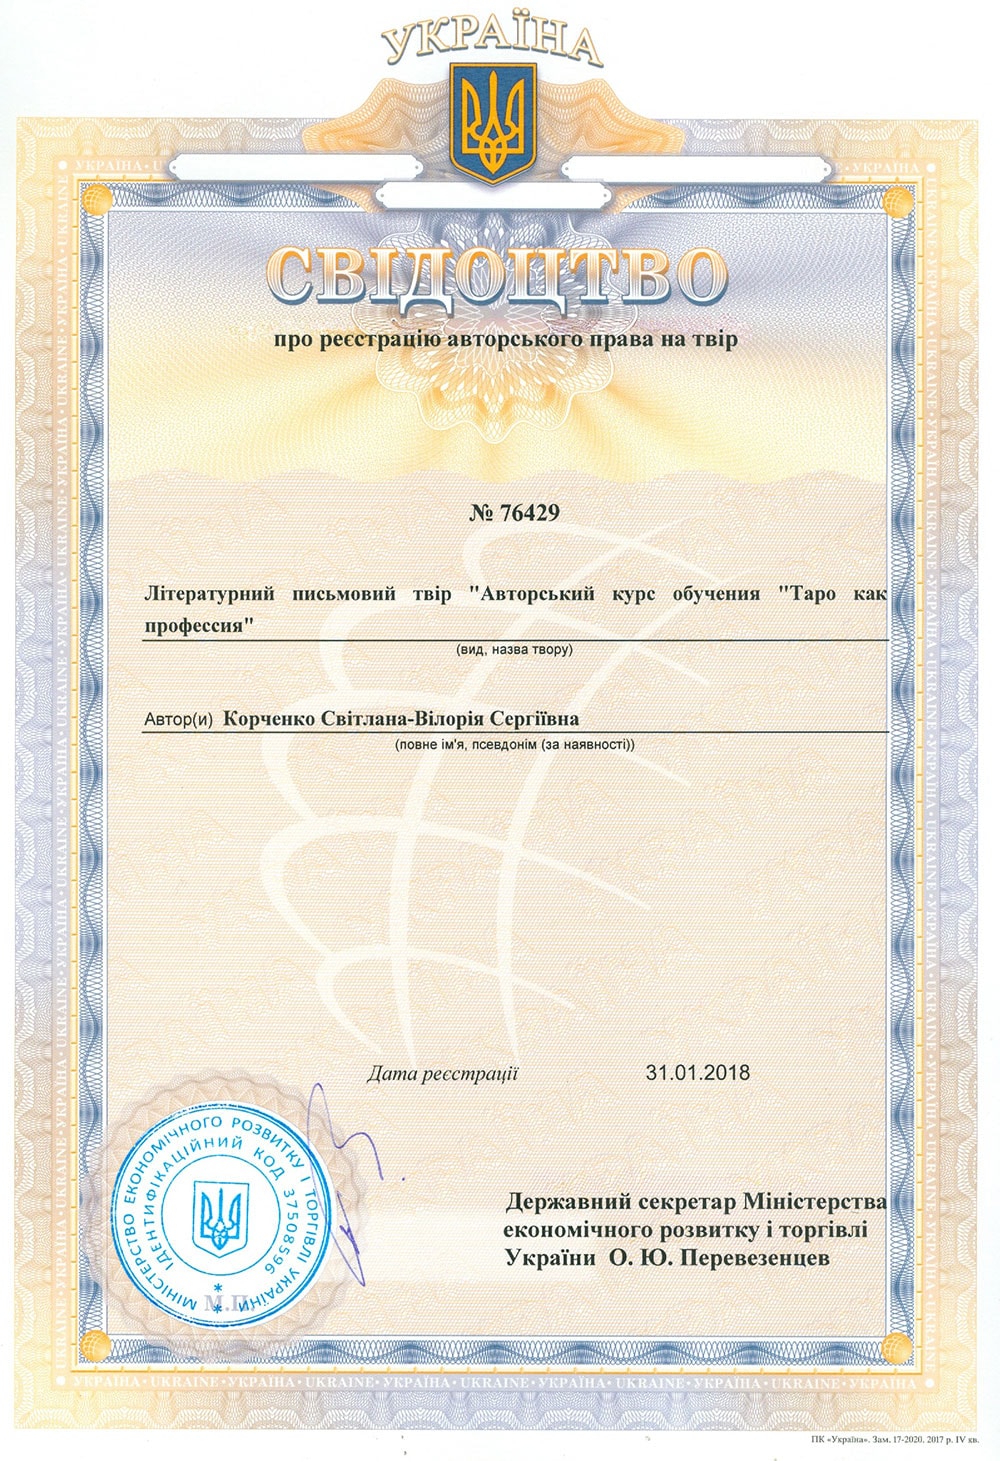 УКРАЇНА
СВІДОЦТВО
про реєстрацію авторського права на твір
№ 76429
Літературний письмовий твір "Авторський курс обучения "Таро как
профессия"
(вид, назва твору)
Автор(и) Корченко Світлана-Вілорія Сергіївна
(повне ім'я, псевдонім (за наявності))
Дата реєстрації 31.01.2018
МІНІСТЕРСТВО ЕКОНОМІЧНОГО РОЗВИТКУ І ТОРГІВЛІ УКРАЇНИ
ІДЕНТИФІКАЦІЙНИЙ КОД 37508596
М.П.
Державний секретар Міністерства
економічного розвитку і торгівлі
України О. Ю. Перевезенцев
УКРАЇНА • UKRAINE • УКРАЇНА • UKRAINE • УКРАЇНА • UKRAINE • УКРАЇНА • UKRAINE • УКРАЇНА • UKRAINE • УКРАЇНА
ПК «Україна». Зам. 17-2020. 2017 р. IV кв.